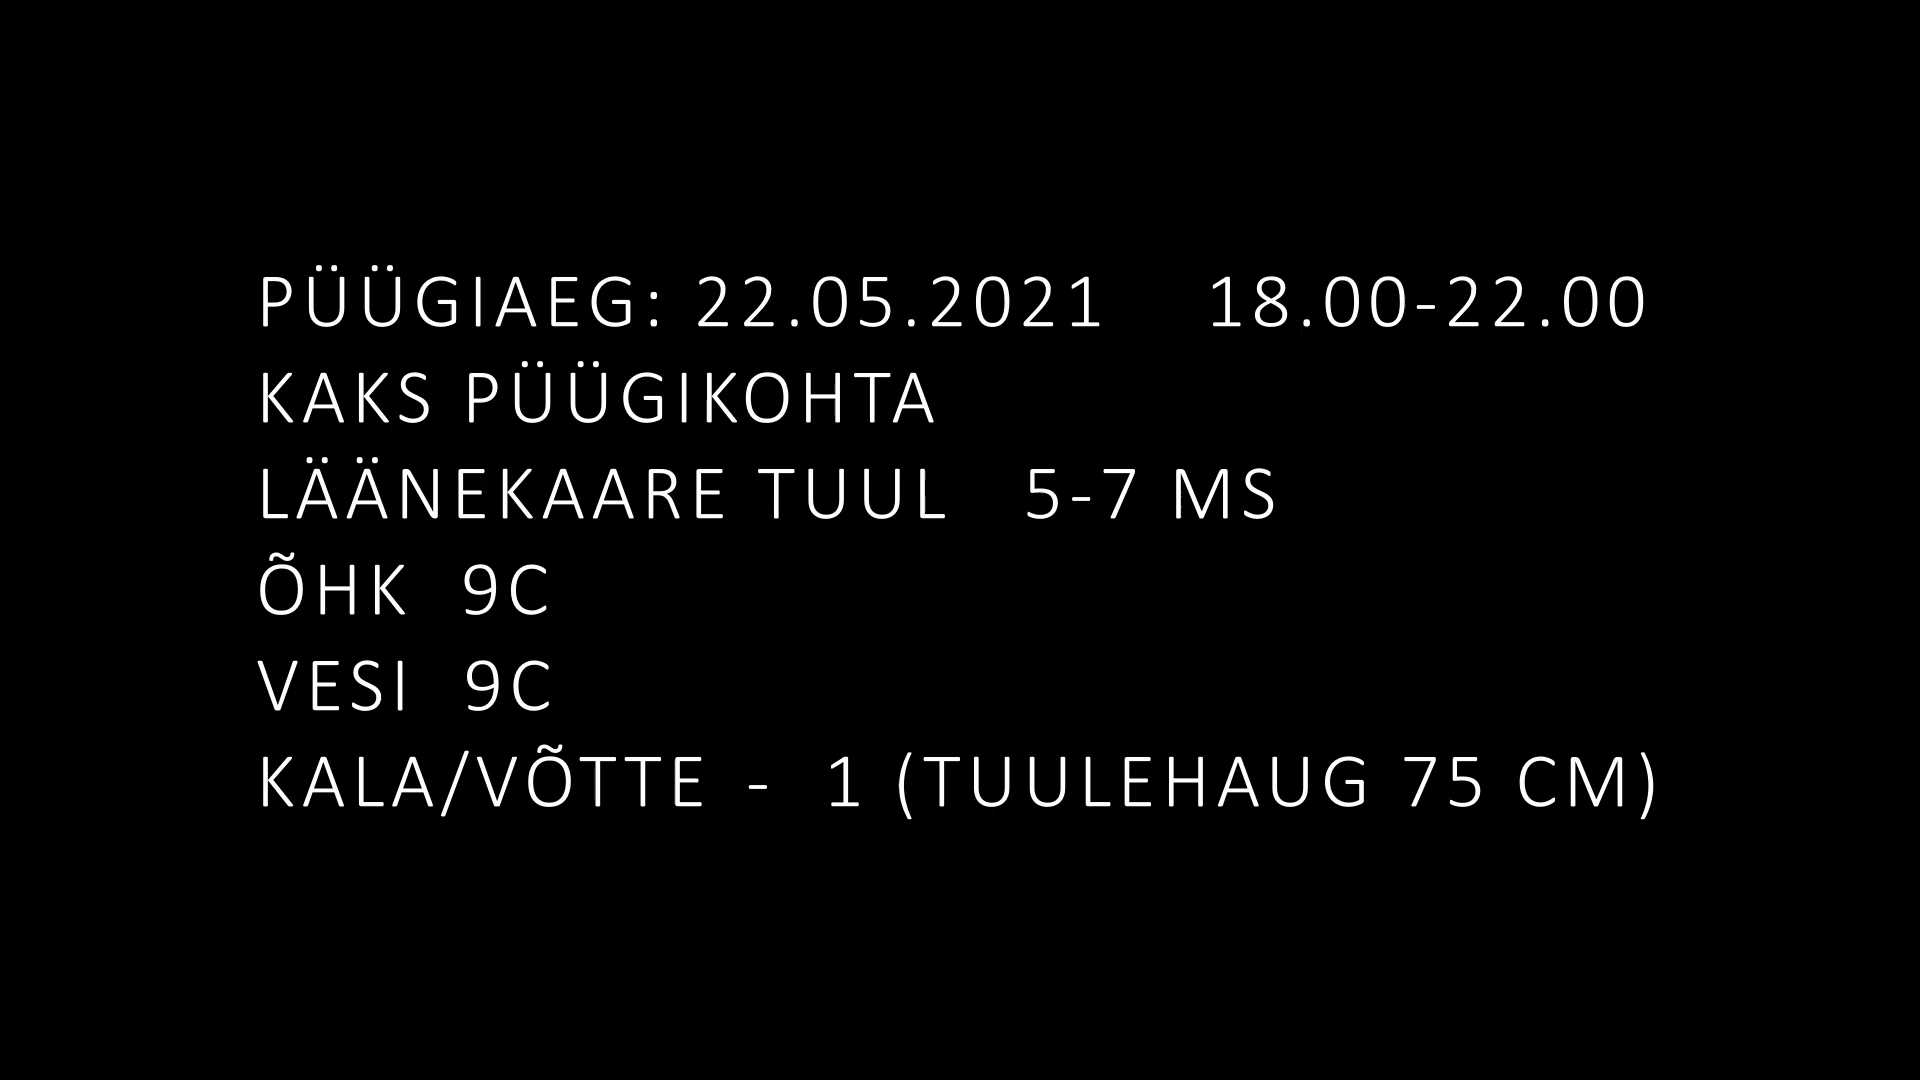 PÜÜGIAEG: 22.05.2021 18.00-22.00
KAKS PÜÜGIKOHTA
LÄÄNEKAARE TUUL 5-7 MS
ÕHK 9C
VESI 9C
KALA/VÕTTE - 1 (TUULEHAUG 75 CM)